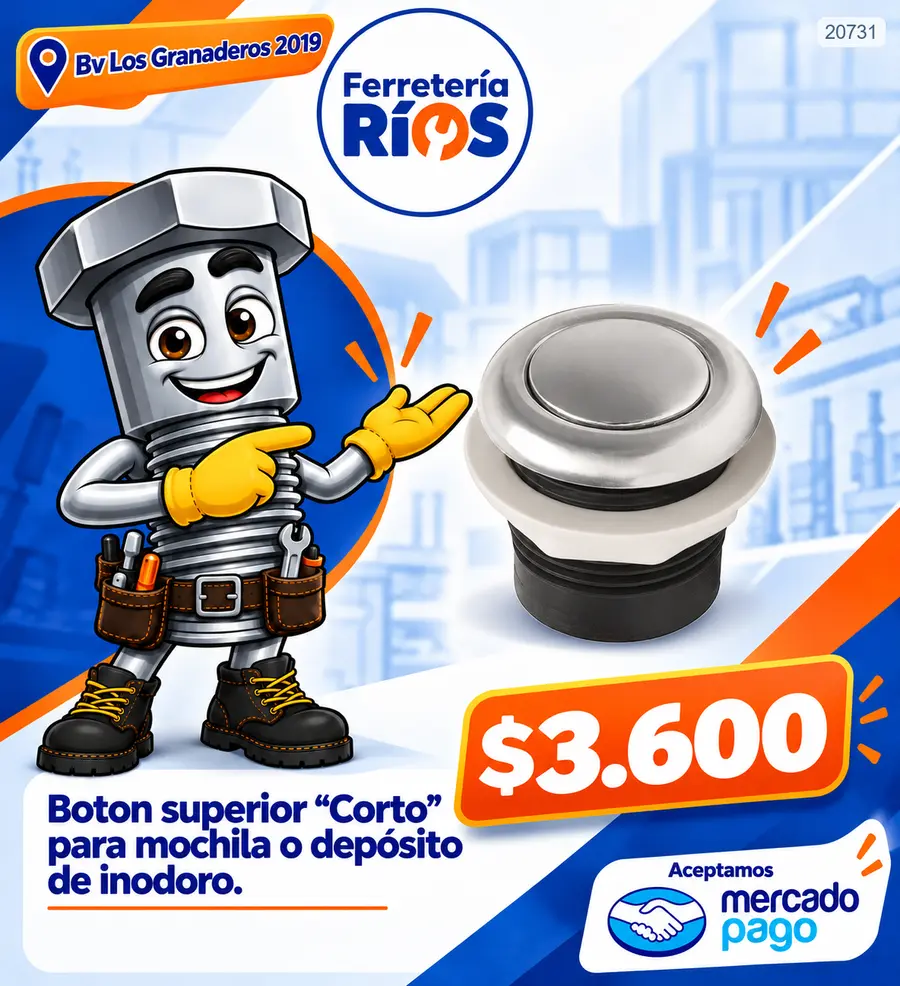 Bv Los Granaderos 2019
20731
Ferretería
RÍOS
$3.600
Boton superior “Corto”
para mochila o depósito
de inodoro.
Aceptamos
mercado
pago